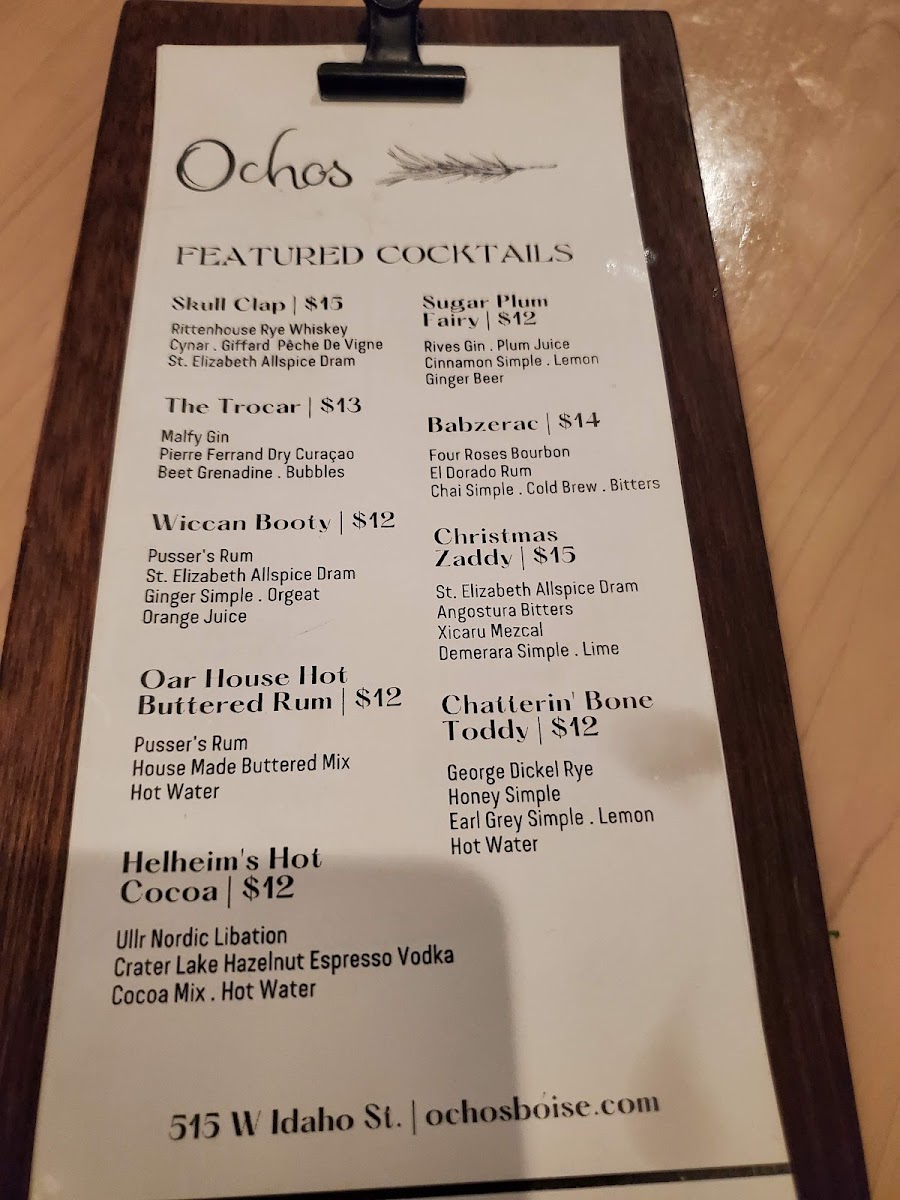 Ochos
FEATURED COCKTAILS
Skull Clap | $15
Rittenhouse Rye Whiskey
Cynar . Giffard Pêche De Vigne
St. Elizabeth Allspice Dram
The Trocar | $13
Malfy Gin
Pierre Ferrand Dry Curaçao
Beet Grenadine . Bubbles
Wiccan Booty | $12
Pusser's Rum
St. Elizabeth Allspice Dram
Ginger Simple . Orgeat
Orange Juice
Oar House Hot
Buttered Rum | $12
Pusser's Rum
House Made Buttered Mix
Hot Water
Helheim's Hot
Cocoa | $12
Ullr Nordic Libation
Crater Lake Hazelnut Espresso Vodka
Cocoa Mix . Hot Water
Sugar Plum
Fairy | $12
Rives Gin . Plum Juice
Cinnamon Simple . Lemon
Ginger Beer
Babzerac | $14
Four Roses Bourbon
El Dorado Rum
Chai Simple . Cold Brew . Bitters
Christmas
Zaddy | $15
St. Elizabeth Allspice Dram
Angostura Bitters
Xicaru Mezcal
Demerara Simple . Lime
Chatterin' Bone
Toddy | $12
George Dickel Rye
Honey Simple
Earl Grey Simple . Lemon
Hot Water
515 W Idaho St. | ochosboise.com